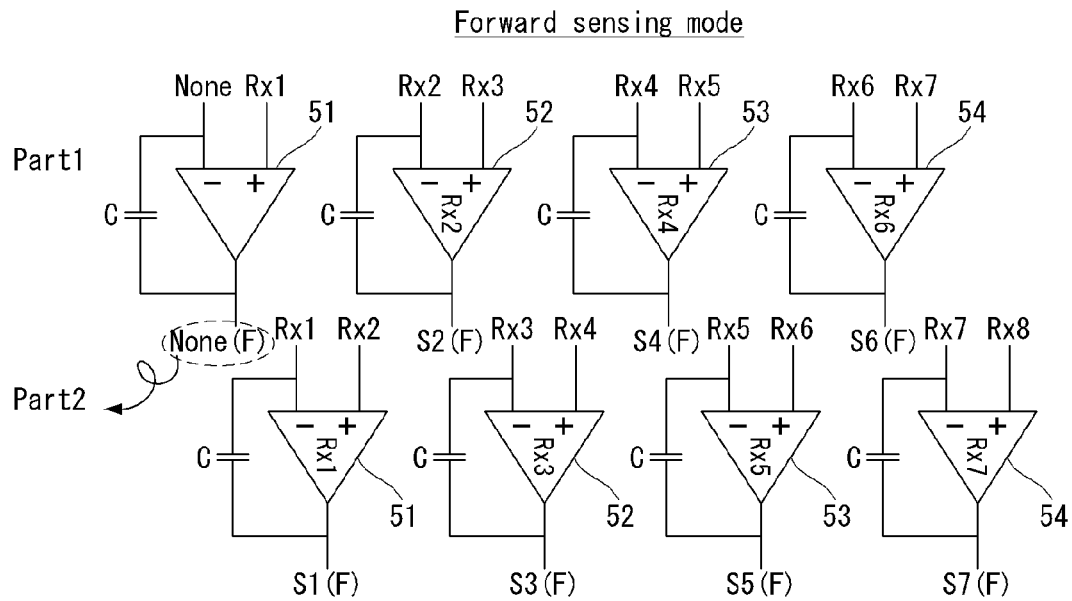 Forward sensing mode
None Rx1 Rx2 Rx3 Rx4 Rx5 Rx6 Rx7
51 52 53 54
Part1
− + − + − + − +
Rx2 Rx4 Rx6
C C C C
None(F) S2(F) S4(F) S6(F)
Rx1 Rx2 Rx3 Rx4 Rx5 Rx6 Rx7 Rx8
Part2
− + − + − + − +
Rx1 Rx3 Rx5 Rx7
C C C C
51 52 53 54
S1(F) S3(F) S5(F) S7(F)